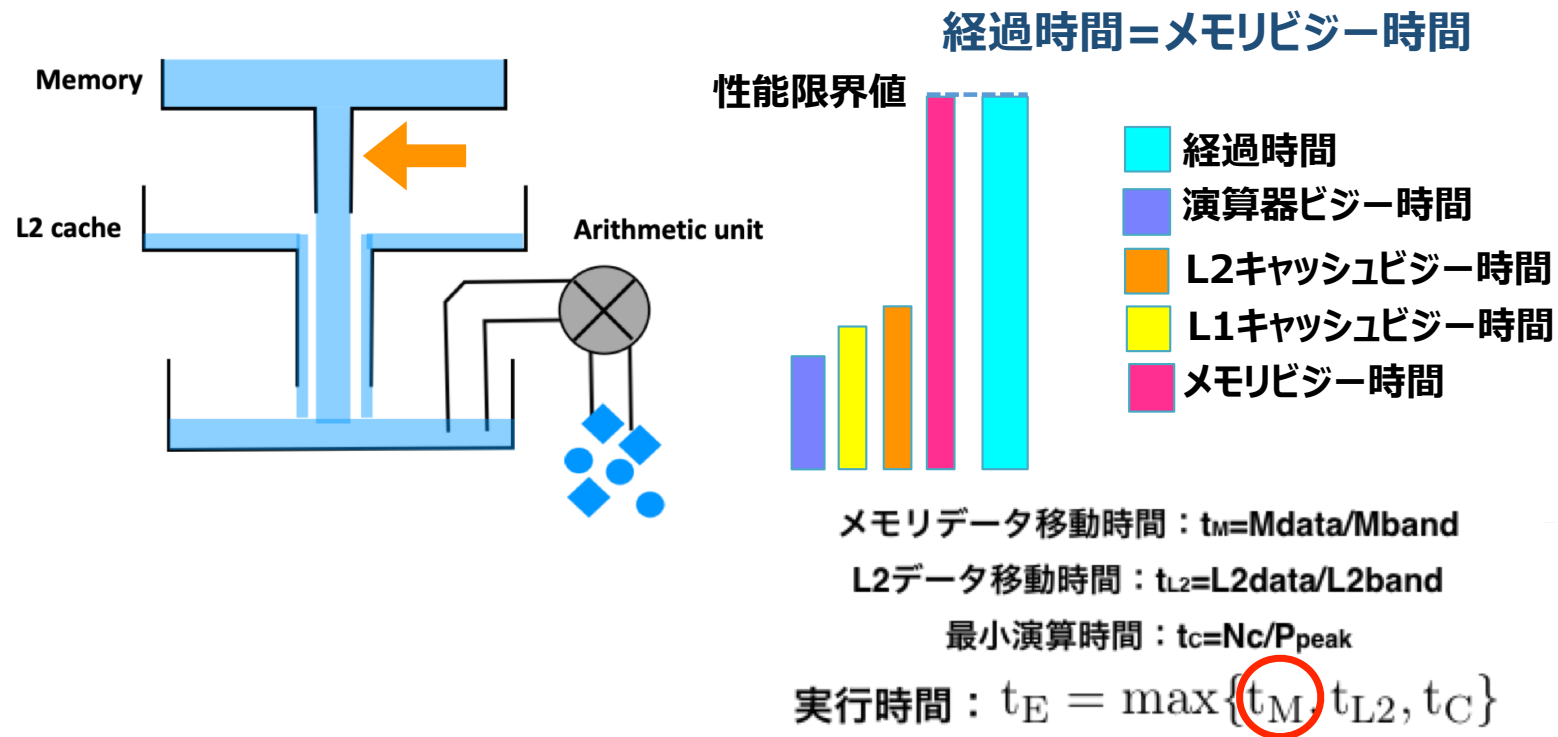 経過時間=メモリビジー時間
Memory
性能限界値
経過時間
演算器ビジー時間
L2 cache
Arithmetic unit
L2キャッシュビジー時間
L1キャッシュビジー時間
メモリビジー時間
メモリデータ移動時間：tM=Mdata/Mband
L2データ移動時間：tL2=L2data/L2band
最小演算時間：tC=Nc/Ppeak
実行時間：t_E = max{t_M, t_L2, t_C}